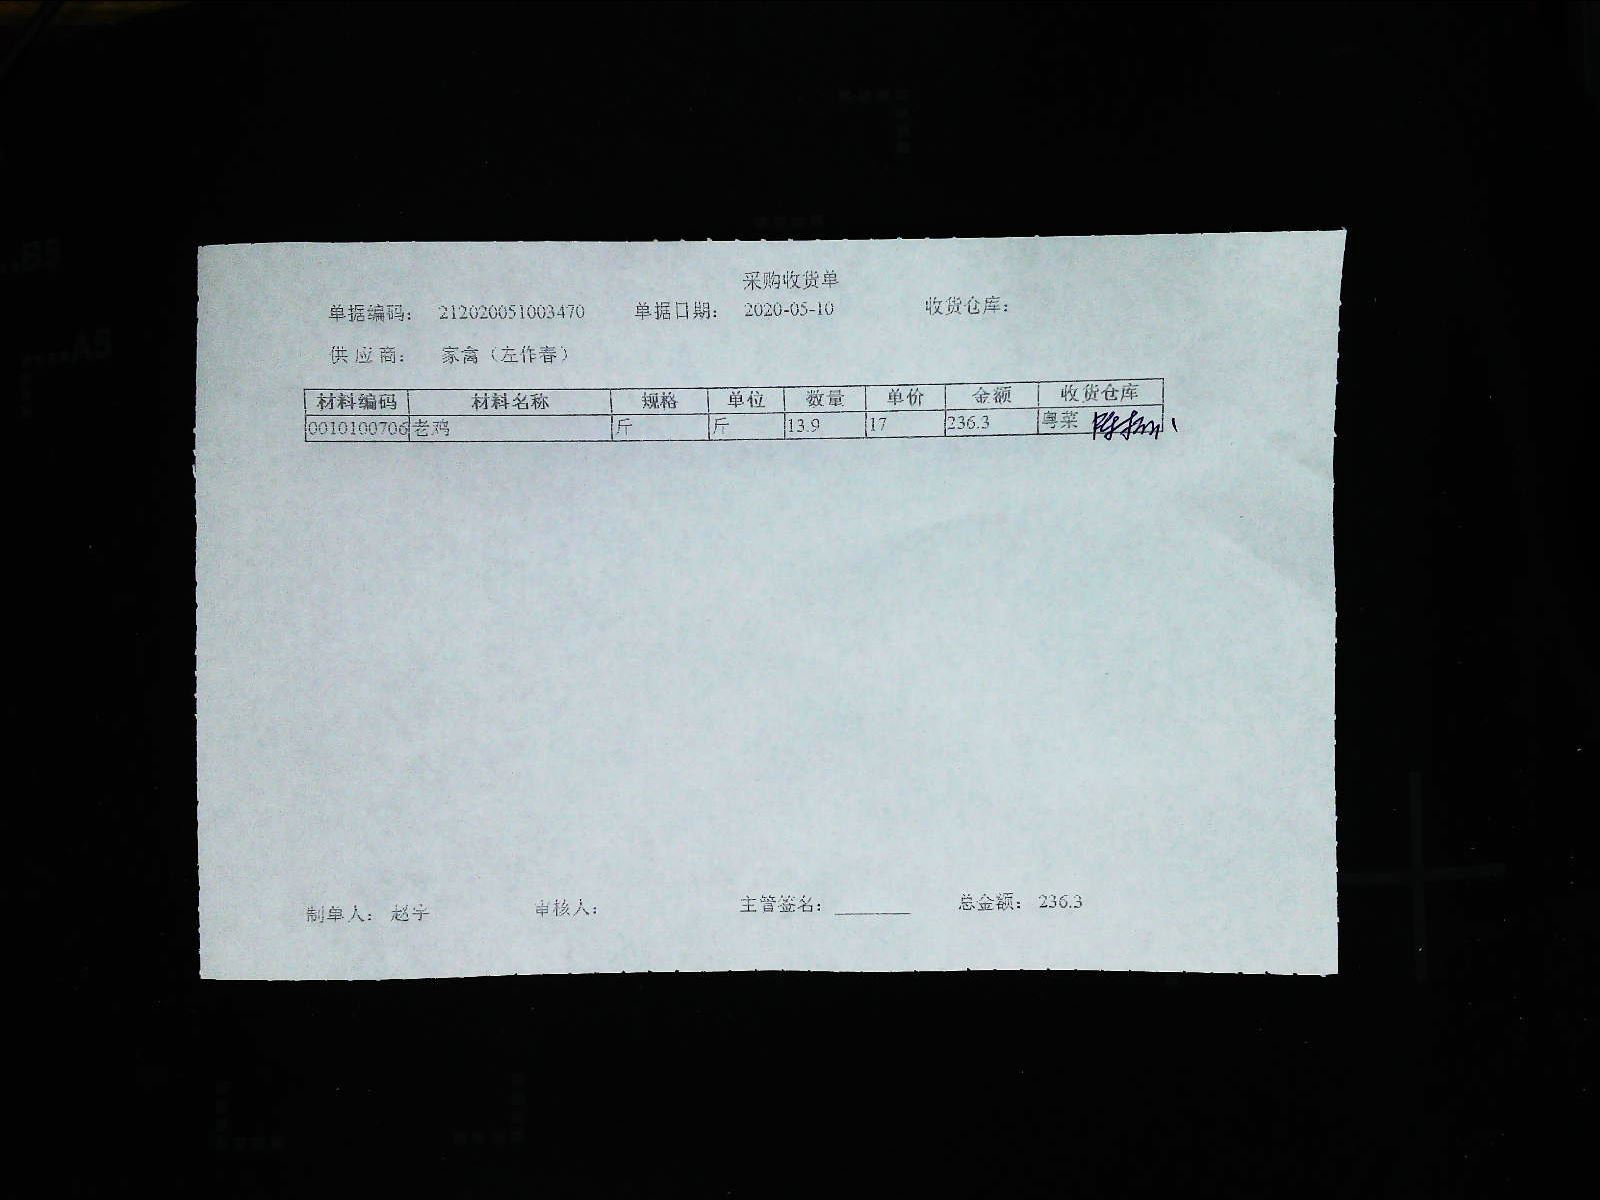 采购收货单
单据编码: 212020051003470 单据日期: 2020-05-10 收货仓库:
供应商: 家禽（左作春）
材料编码 材料名称 规格 单位 数量 单价 金额 收货仓库
0010100706 老鸡 斤 斤 13.9 17 236.3 粤菜
制单人: 赵宇 审核人: 主管签名: ________ 总金额: 236.3